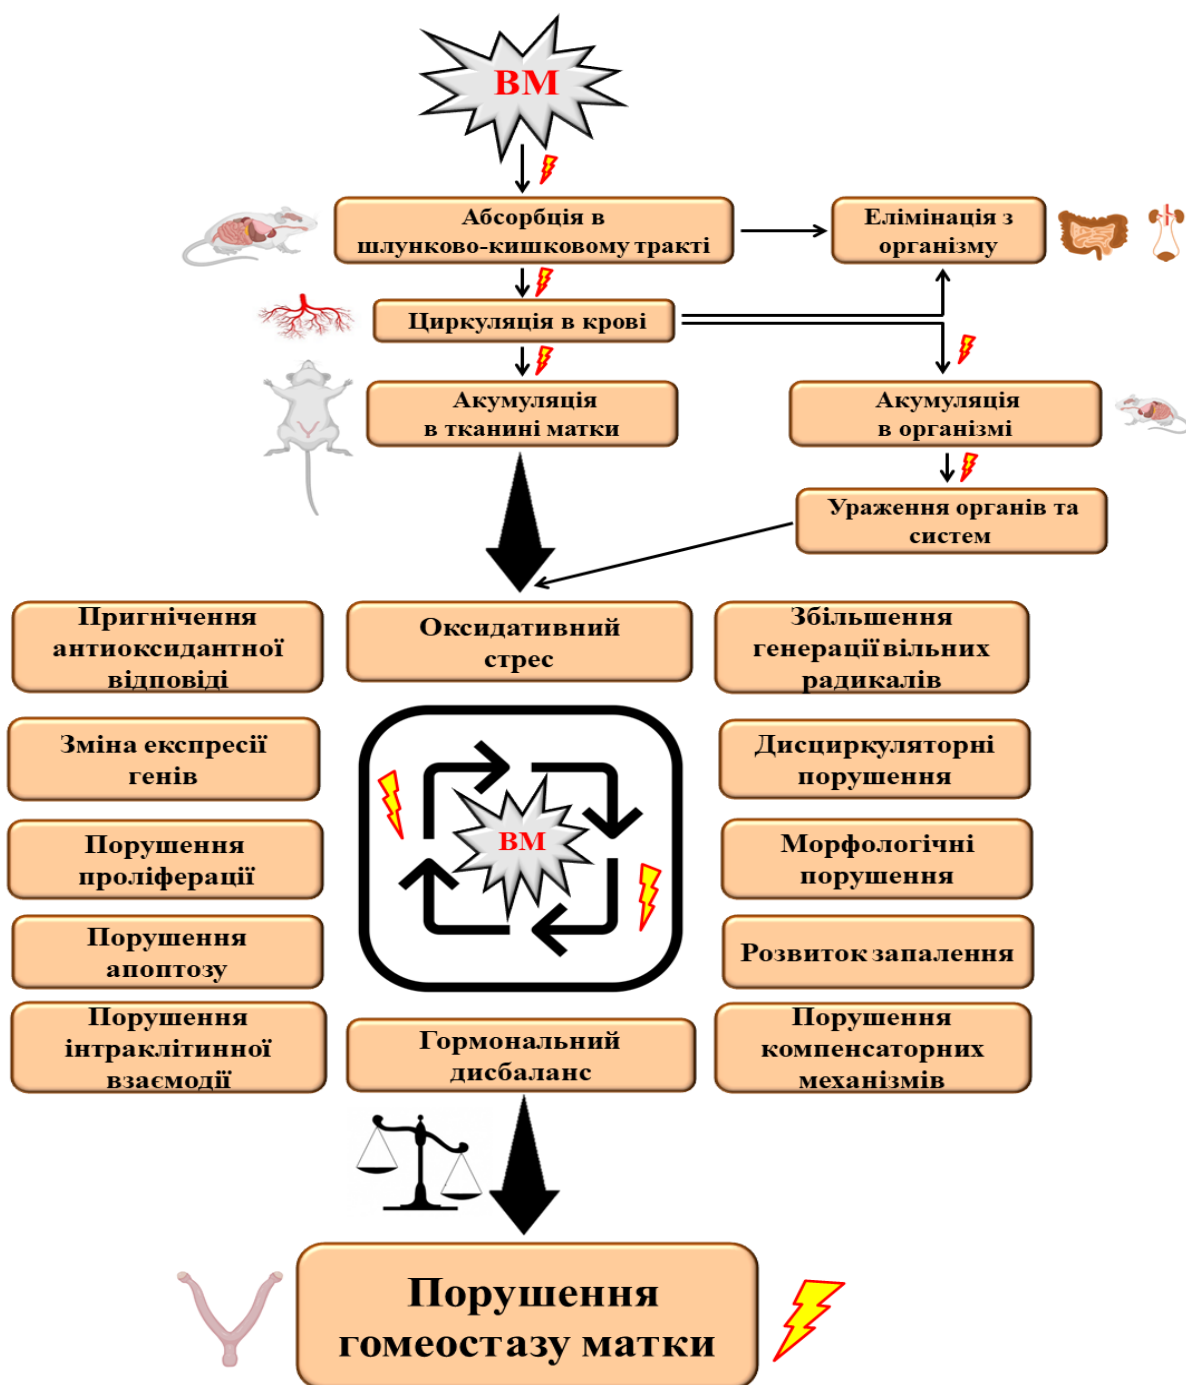 ВМ
Абсорбція в
шлунково-кишковому тракті
Елімінація з
організму
Циркуляція в крові
Акумуляція
в тканині матки
Акумуляція
в організмі
Ураження органів та
систем
Пригнічення
антиоксидантної
відповіді
Оксидативний
стрес
Збільшення
генерації вільних
радикалів
Зміна експресії
генів
Дисциркуляторні
порушення
ВМ
Порушення
проліферації
Морфологічні
порушення
Порушення
апоптозу
Розвиток запалення
Порушення
інтраклітинної
взаємодії
Гормональний
дисбаланс
Порушення
компенсаторних
механізмів
Порушення
гомеостазу матки